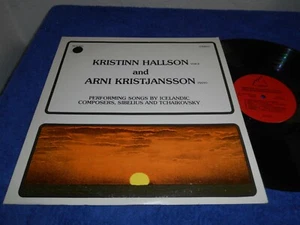 KRISTINN HALLSON
and
ARNI KRISTJANSSON
PERFORMING SONGS BY ICELANDIC
COMPOSERS, SIBELIUS AND TCHAIKOVSKY